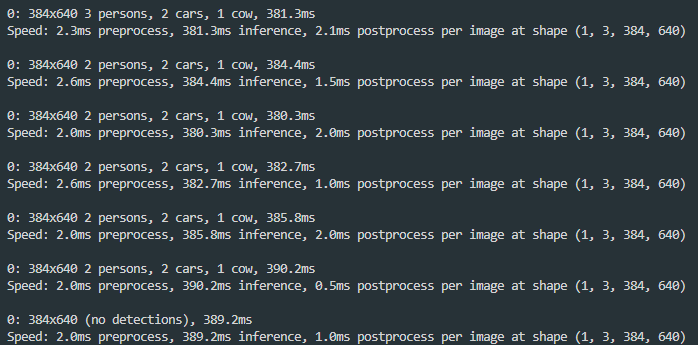 0: 384x640 3 persons, 2 cars, 1 cow, 381.3ms
Speed: 2.3ms preprocess, 381.3ms inference, 2.1ms postprocess per image at shape (1, 3, 384, 640)
0: 384x640 2 persons, 2 cars, 1 cow, 384.4ms
Speed: 2.6ms preprocess, 384.4ms inference, 1.5ms postprocess per image at shape (1, 3, 384, 640)
0: 384x640 2 persons, 2 cars, 1 cow, 380.3ms
Speed: 2.0ms preprocess, 380.3ms inference, 2.0ms postprocess per image at shape (1, 3, 384, 640)
0: 384x640 2 persons, 2 cars, 1 cow, 382.7ms
Speed: 2.6ms preprocess, 382.7ms inference, 1.0ms postprocess per image at shape (1, 3, 384, 640)
0: 384x640 2 persons, 2 cars, 1 cow, 385.8ms
Speed: 2.0ms preprocess, 385.8ms inference, 2.0ms postprocess per image at shape (1, 3, 384, 640)
0: 384x640 2 persons, 2 cars, 1 cow, 390.2ms
Speed: 2.0ms preprocess, 390.2ms inference, 0.5ms postprocess per image at shape (1, 3, 384, 640)
0: 384x640 (no detections), 389.2ms
Speed: 2.0ms preprocess, 389.2ms inference, 1.0ms postprocess per image at shape (1, 3, 384, 640)